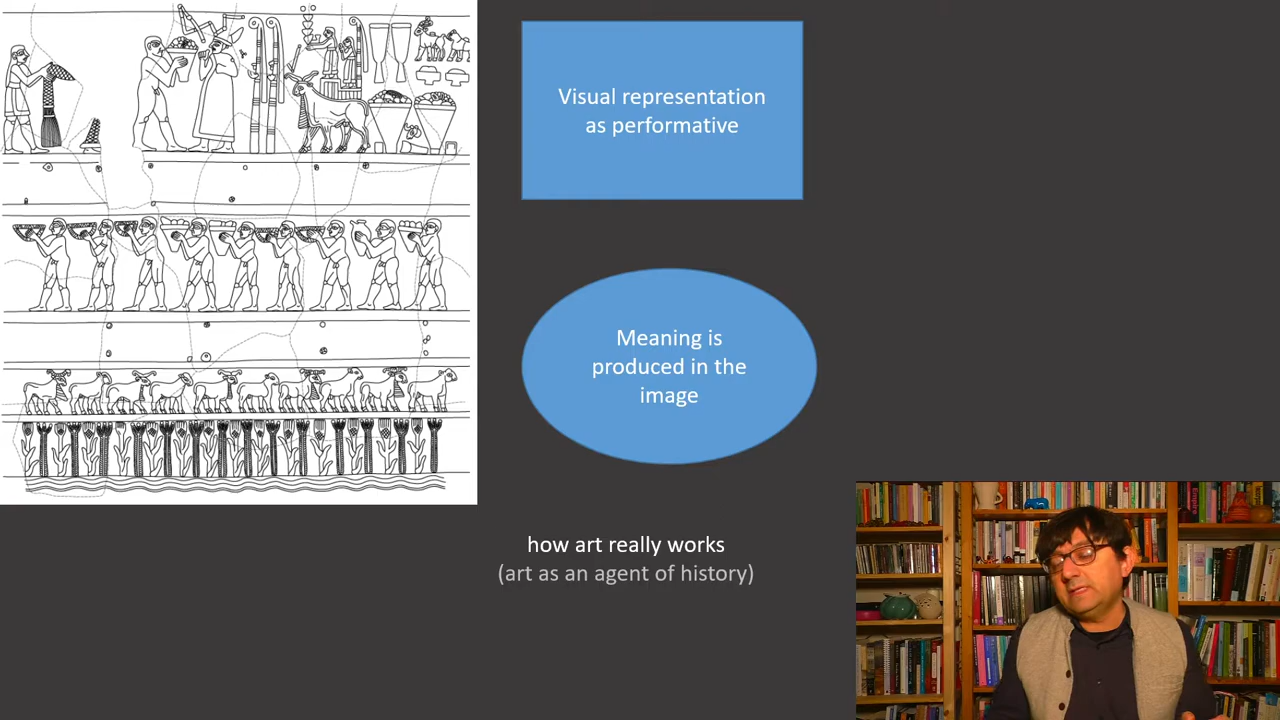 Visual representation
as performative
Meaning is
produced in the
image
how art really works
(art as an agent of history)